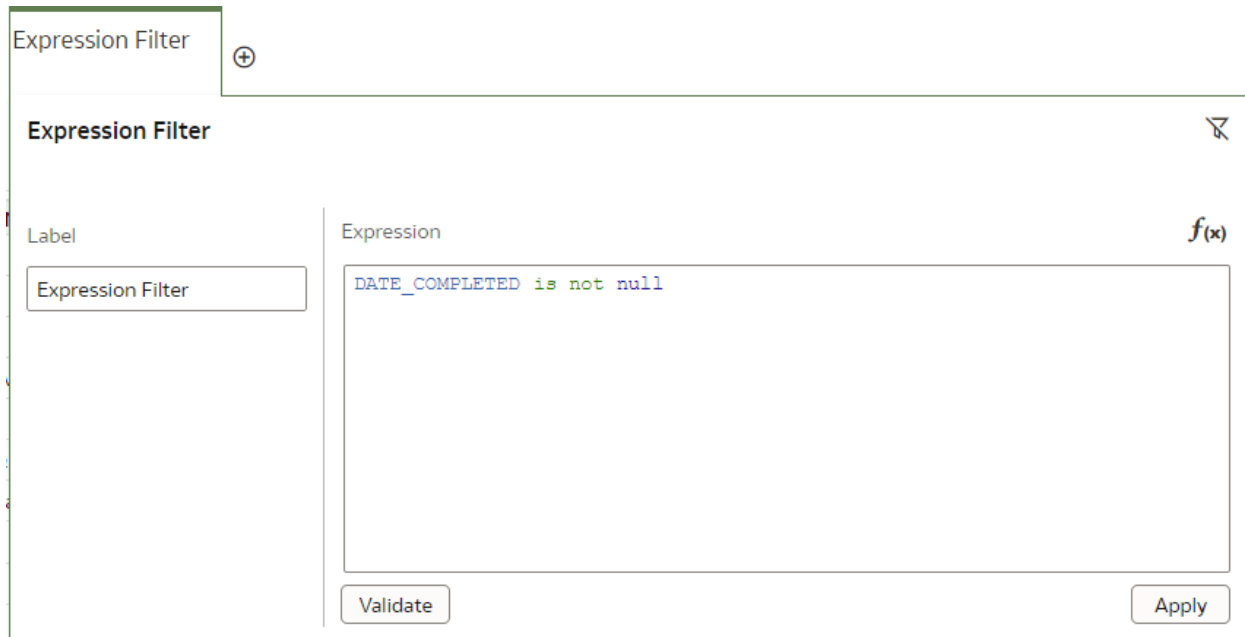 Expression Filter
Expression Filter
Label
Expression
f(x)
Expression Filter
DATE_COMPLETED is not null
Validate
Apply